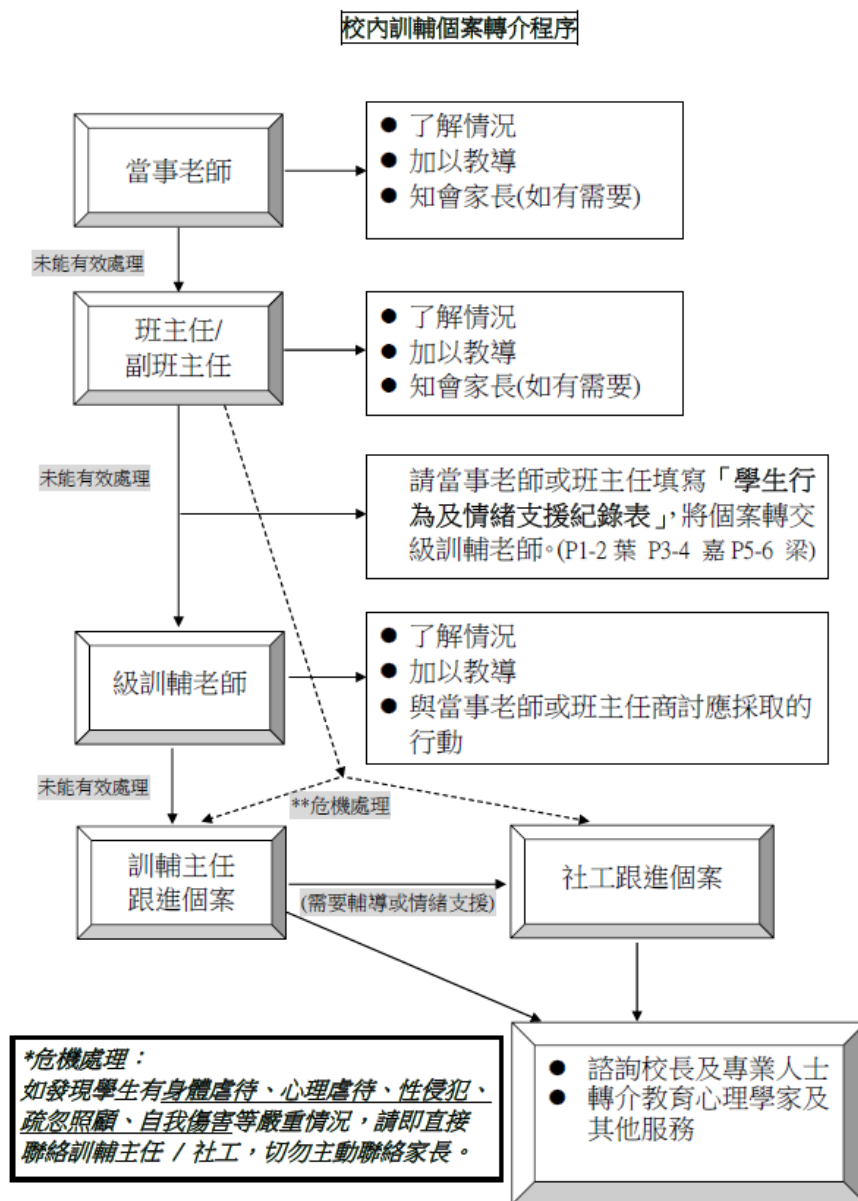 校內訓輔個案轉介程序
當事老師
● 了解情況
● 加以教導
● 知會家長(如有需要)
未能有效處理
班主任/
副班主任
● 了解情況
● 加以教導
● 知會家長(如有需要)
未能有效處理
請當事老師或班主任填寫「學生行
為及情緒支援紀錄表」，將個案轉交
級訓輔老師。(P1-2 葉 P3-4 嘉 P5-6 梁)
級訓輔老師
● 了解情況
● 加以教導
● 與當事老師或班主任商討應採取的
行動
未能有效處理
**危機處理
訓輔主任
跟進個案
(需要輔導或情緒支援)
社工跟進個案
*危機處理：
如發現學生有身體虐待、心理虐待、性侵犯、
疏忽照顧、自我傷害等嚴重情況，請即直接
聯絡訓輔主任 / 社工，切勿主動聯絡家長。
● 諮詢校長及專業人士
● 轉介教育心理學家及
其他服務